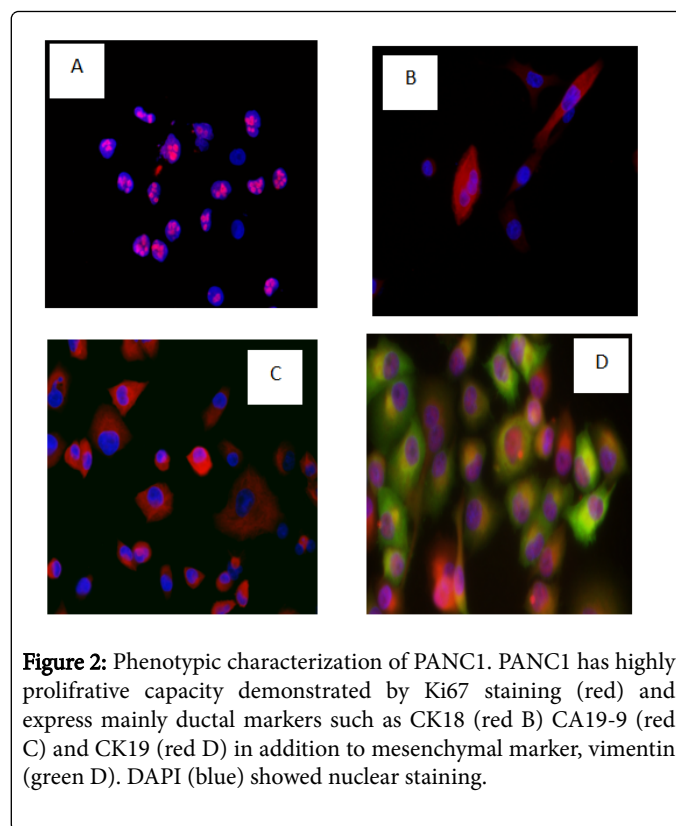 A
B
C
D
Figure 2: Phenotypic characterization of PANC1. PANC1 has highly
prolifrative capacity demonstrated by Ki67 staining (red) and
express mainly ductal markers such as CK18 (red B) CA19-9 (red
C) and CK19 (red D) in addition to mesenchymal marker, vimentin
(green D). DAPI (blue) showed nuclear staining.